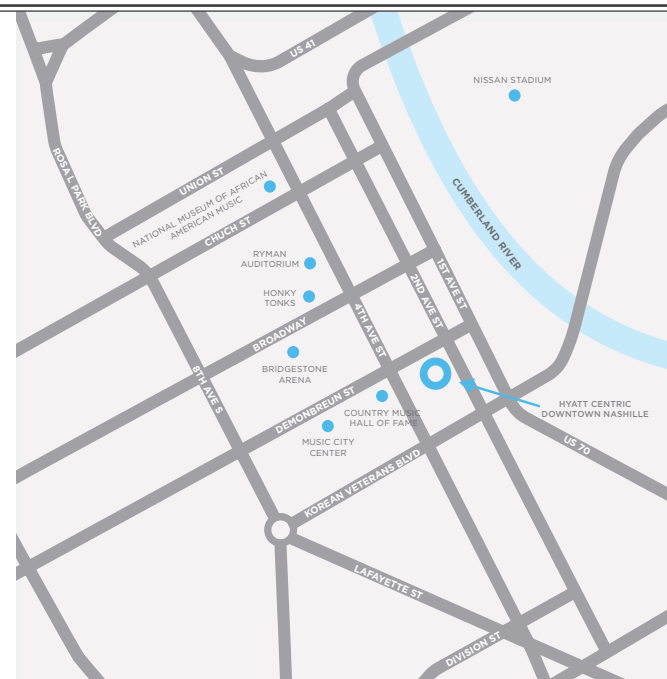 US 41
NISSAN STADIUM
ROSA L PARK BLVD
UNION ST
NATIONAL MUSEUM OF AFRICAN
AMERICAN MUSIC
CHUCH ST
CUMBERLAND RIVER
RYMAN
AUDITORIUM
HONKY
TONKS
1ST AVE ST
2ND AVE ST
4TH AVE ST
BROADWAY
BRIDGESTONE
ARENA
8TH AVE S
DEMONBREUN ST
COUNTRY MUSIC
HALL OF FAME
HYATT CENTRIC
DOWNTOWN NASHILLE
MUSIC CITY
CENTER
US 70
KOREAN VETERANS BLVD
LAFAYETTE ST
DIVISION ST